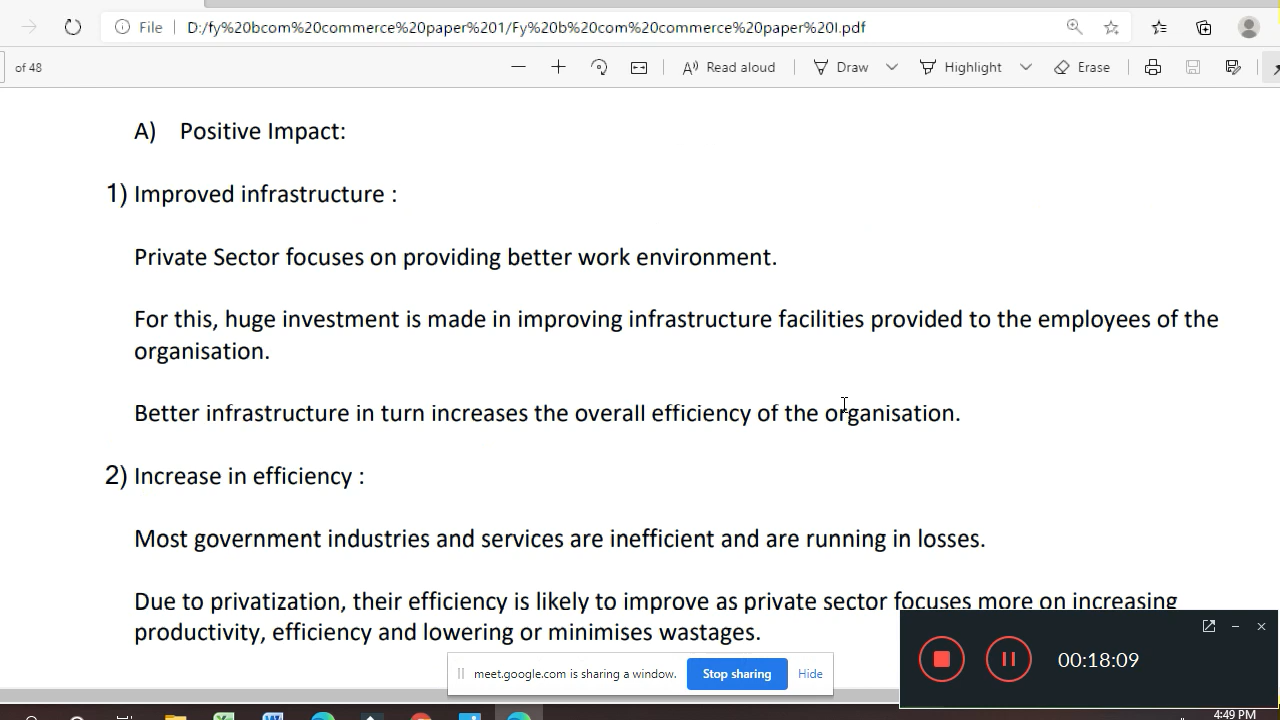 File
D:/fy%20bcom%20commerce%20paper%201/Fy%20b%20com%20commerce%20paper%20I.pdf
of 48
Read aloud
Draw
Highlight
Erase
A) Positive Impact:
1) Improved infrastructure :
Private Sector focuses on providing better work environment.
For this, huge investment is made in improving infrastructure facilities provided to the employees of the
organisation.
Better infrastructure in turn increases the overall efficiency of the organisation.
2) Increase in efficiency :
Most government industries and services are inefficient and are running in losses.
Due to privatization, their efficiency is likely to improve as private sector focuses more on increasing
productivity, efficiency and lowering or minimises wastages.
meet.google.com is sharing a window.
Stop sharing
Hide
00:18:09
4:49 PM